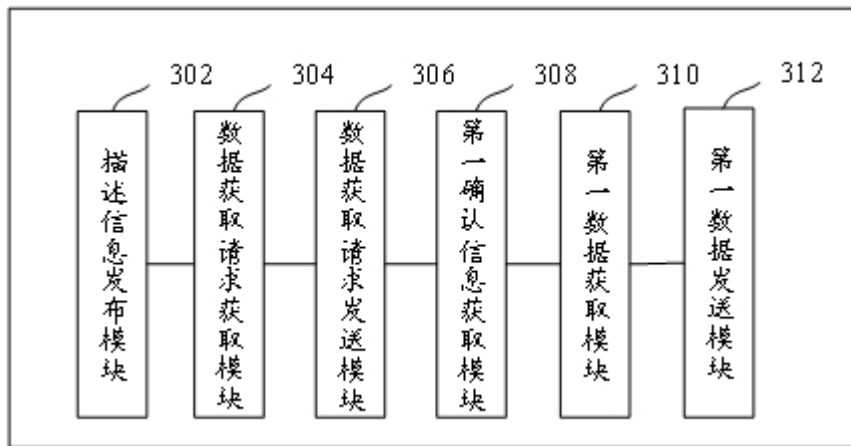 302
304
306
308
310
312
描述信息发布模块
数据获取请求获取模块
数据获取请求发送模块
第一确认信息获取模块
第一数据获取模块
第一数据发送模块